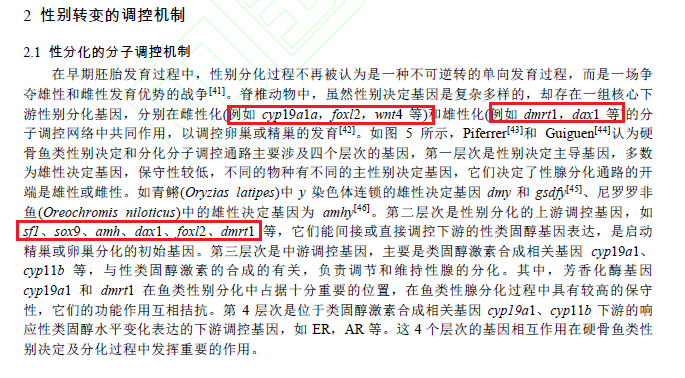 2 性别转变的调控机制
2.1 性分化的分子调控机制
在早期胚胎发育过程中，性别分化过程不再被认为是一种不可逆转的单向发育过程，而是一场争
夺雄性和雌性发育优势的战争[41]。脊椎动物中，虽然性别决定基因是复杂多样的，却存在一组核心下
游性别分化基因，分别在雌性化(例如 cyp19a1a，foxl2，wnt4 等)和雄性化(例如 dmrt1，dax1 等)的分
子调控网络中共同作用，以调控卵巢或精巢的发育[42]。如图 5 所示，Piferrer[43]和 Guiguen[44]认为硬
骨鱼类性别决定和分化分子调控通路主要涉及四个层次的基因，第一层次是性别决定主导基因，多数
为雄性决定基因，保守性较低，不同的物种有不同的主性别决定基因，它们决定了性腺分化通路的开
端是雄性或雌性。如青鳉(Oryzias latipes)中 y 染色体连锁的雄性决定基因 dmy 和 gsdfy[45]、尼罗罗非
鱼(Oreochromis niloticus)中的雄性决定基因为 amhy[46]。第二层次是性别分化的上游调控基因，如
sf1、sox9、amh、dax1、foxl2、dmrt1 等，它们能间接或直接调控下游的性类固醇基因表达，是启动
精巢或卵巢分化的初始基因。第三层次是中游调控基因，主要是类固醇激素合成相关基因 cyp19a1、
cyp11b 等，与性类固醇激素的合成的有关，负责调节和维持性腺的分化。其中，芳香化酶基因
cyp19a1 和 dmrt1 在鱼类性别分化中占据十分重要的位置，在鱼类性腺分化过程中具有较高的保守
性，它们的功能作用互相拮抗。第 4 层次是位于类固醇激素合成相关基因 cyp19a1、cyp11b 下游的响
应性类固醇水平变化表达的下游调控基因，如 ER，AR 等。这 4 个层次的基因相互作用在硬骨鱼类性
别决定及分化过程中发挥重要的作用。